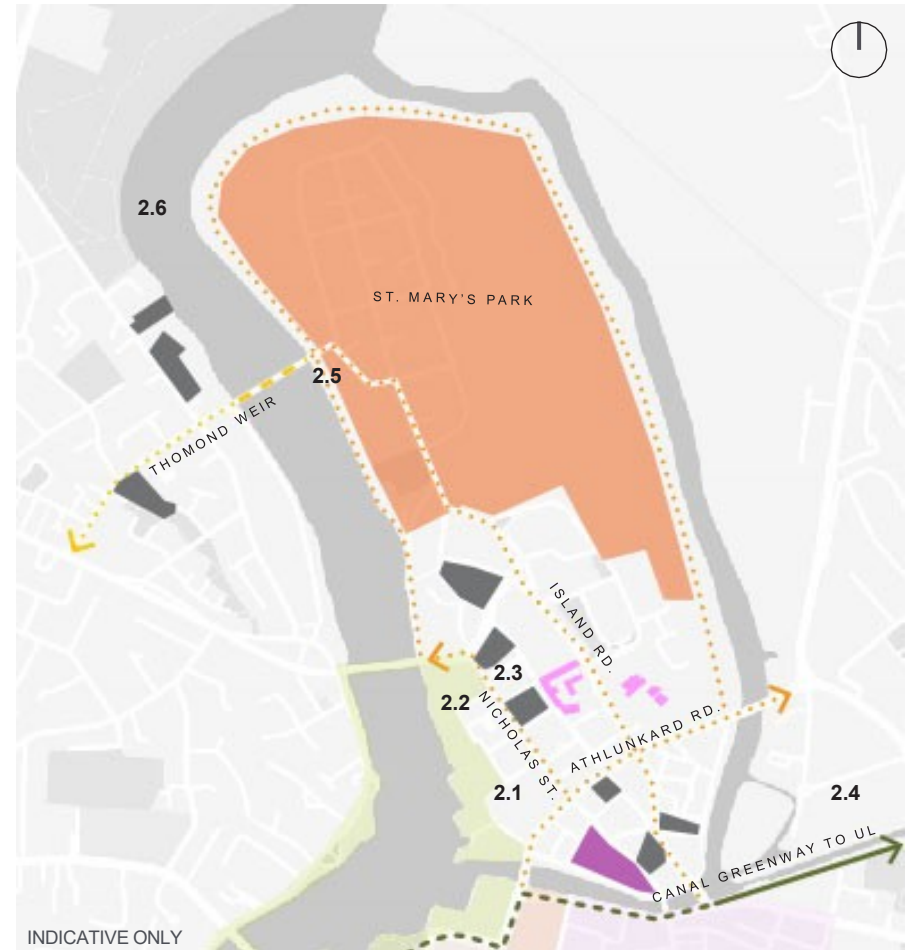 2.6
ST. MARY'S PARK
2.5
THOMOND WEIR
ISLAND RD.
2.3
2.2
NICHOLAS ST.
ATHLUNKARD RD.
2.1
2.4
CANAL GREENWAY TO UL
INDICATIVE ONLY